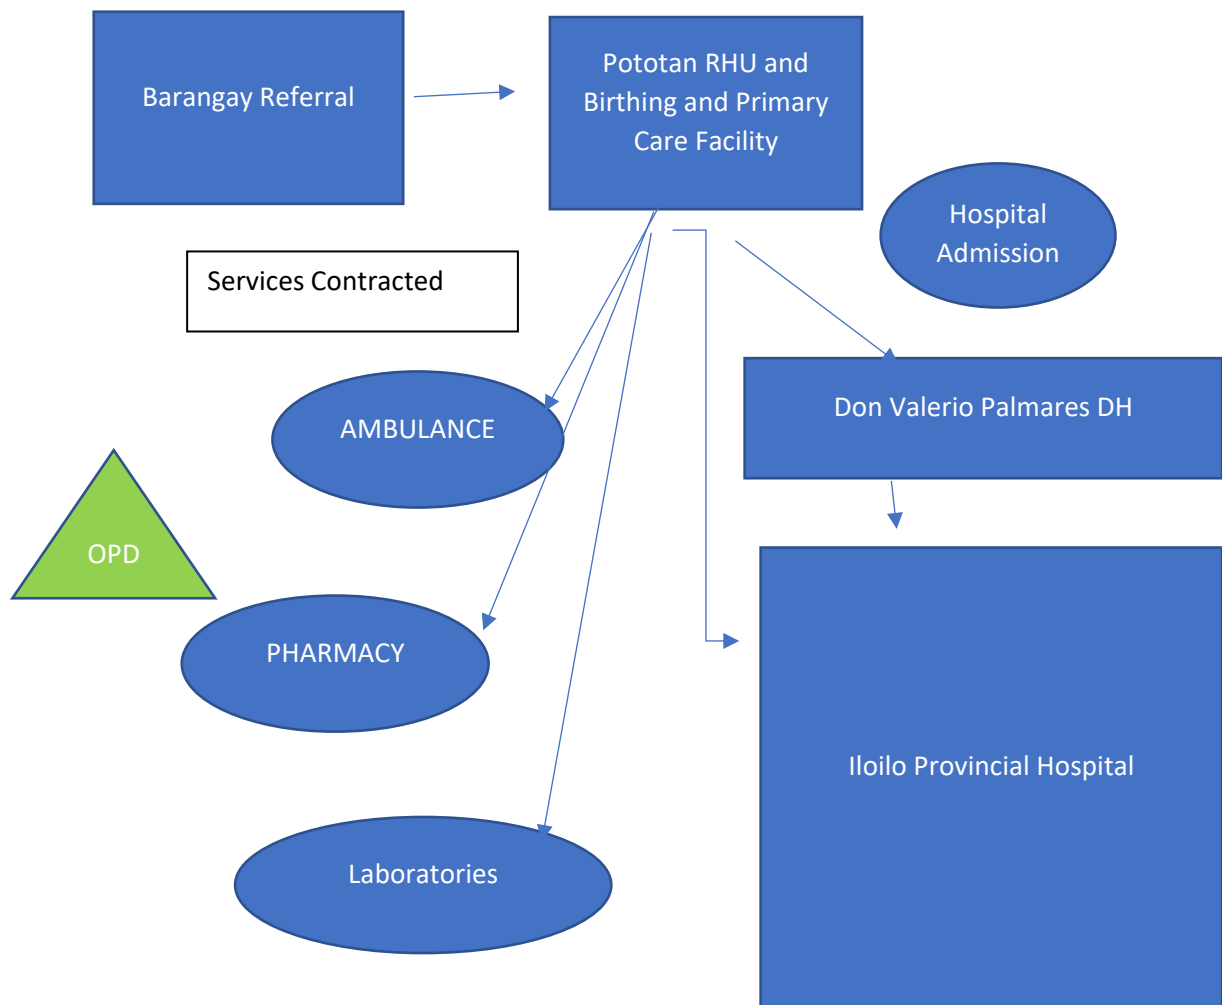 Barangay Referral
Pototan RHU and
Birthing and Primary
Care Facility
Hospital
Admission
Services Contracted
AMBULANCE
Don Valerio Palmares DH
OPD
PHARMACY
Iloilo Provincial Hospital
Laboratories